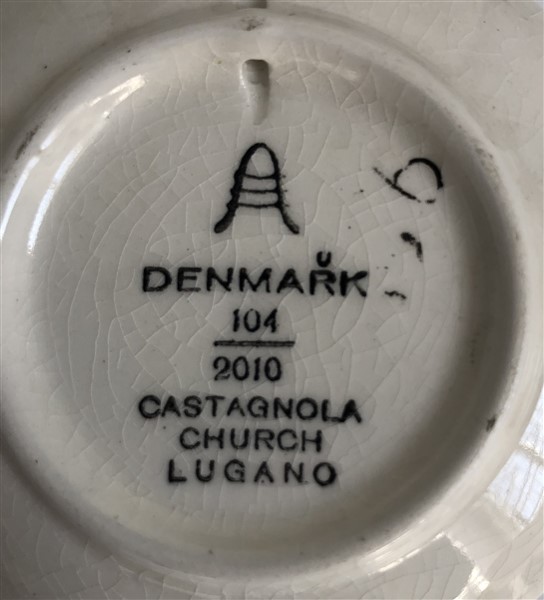 DENMARK
104
2010
CASTAGNOLA
CHURCH
LUGANO